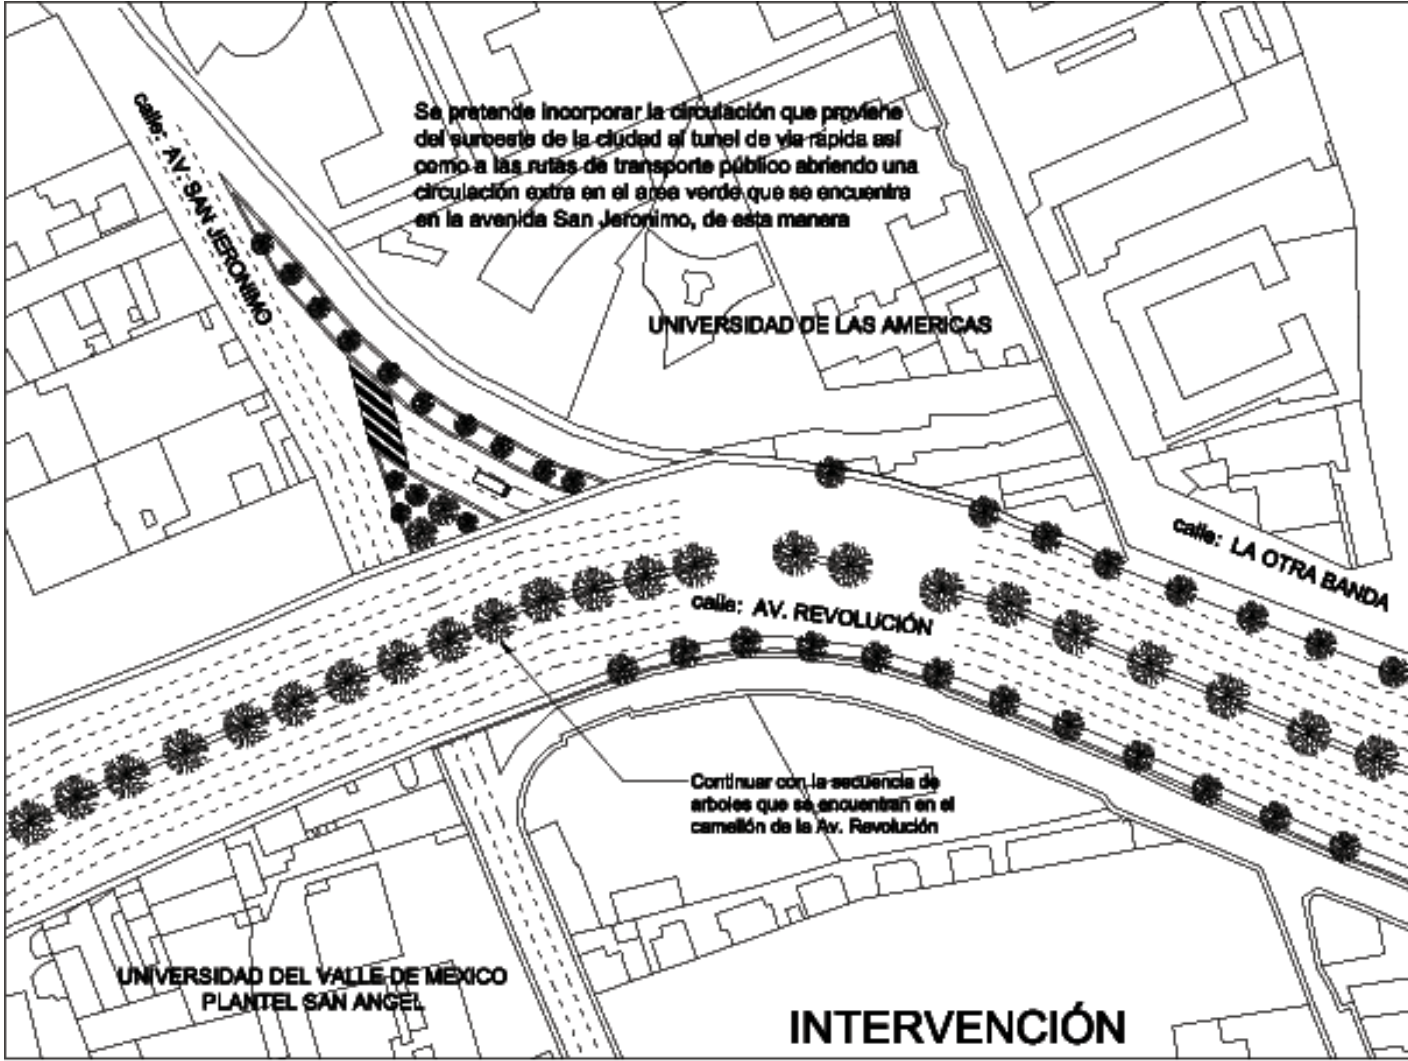 calle: AV SAN JERONIMO
Se pretende incorporar la circulación que proviene
del suroeste de la ciudad al tunel de via rapida así
como a las rutas de transporte público abriendo una
circulación extra en el area verde que se encuentra
en la avenida San Jeronimo, de esta manera
UNIVERSIDAD DE LAS AMERICAS
calle: LA OTRA BANDA
calle: AV. REVOLUCIÓN
Continuar con la secuencia de
arboles que se encuentran en el
camellón de la Av. Revolución
UNIVERSIDAD DEL VALLE DE MEXICO
PLANTEL SAN ANGEL
INTERVENCIÓN